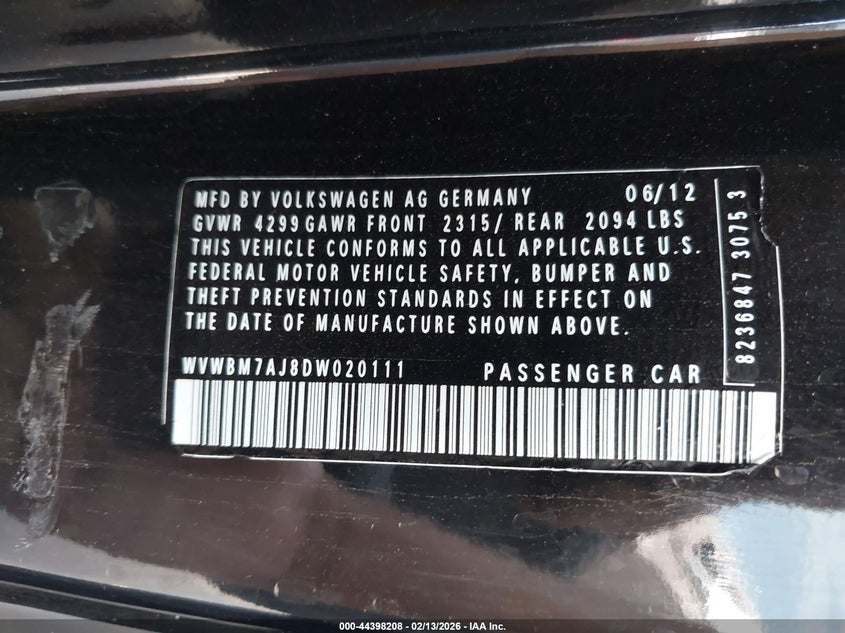 MFD BY VOLKSWAGEN AG GERMANY 06/12
GVWR 4299 GAWR FRONT 2315/ REAR 2094 LBS
THIS VEHICLE CONFORMS TO ALL APPLICABLE U.S.
FEDERAL MOTOR VEHICLE SAFETY, BUMPER AND
THEFT PREVENTION STANDARDS IN EFFECT ON
THE DATE OF MANUFACTURE SHOWN ABOVE.
WVWBM7AJ8DW020111 PASSENGER CAR
8236847 3075 3
000-44398208 - 02/13/2026 - IAA Inc.